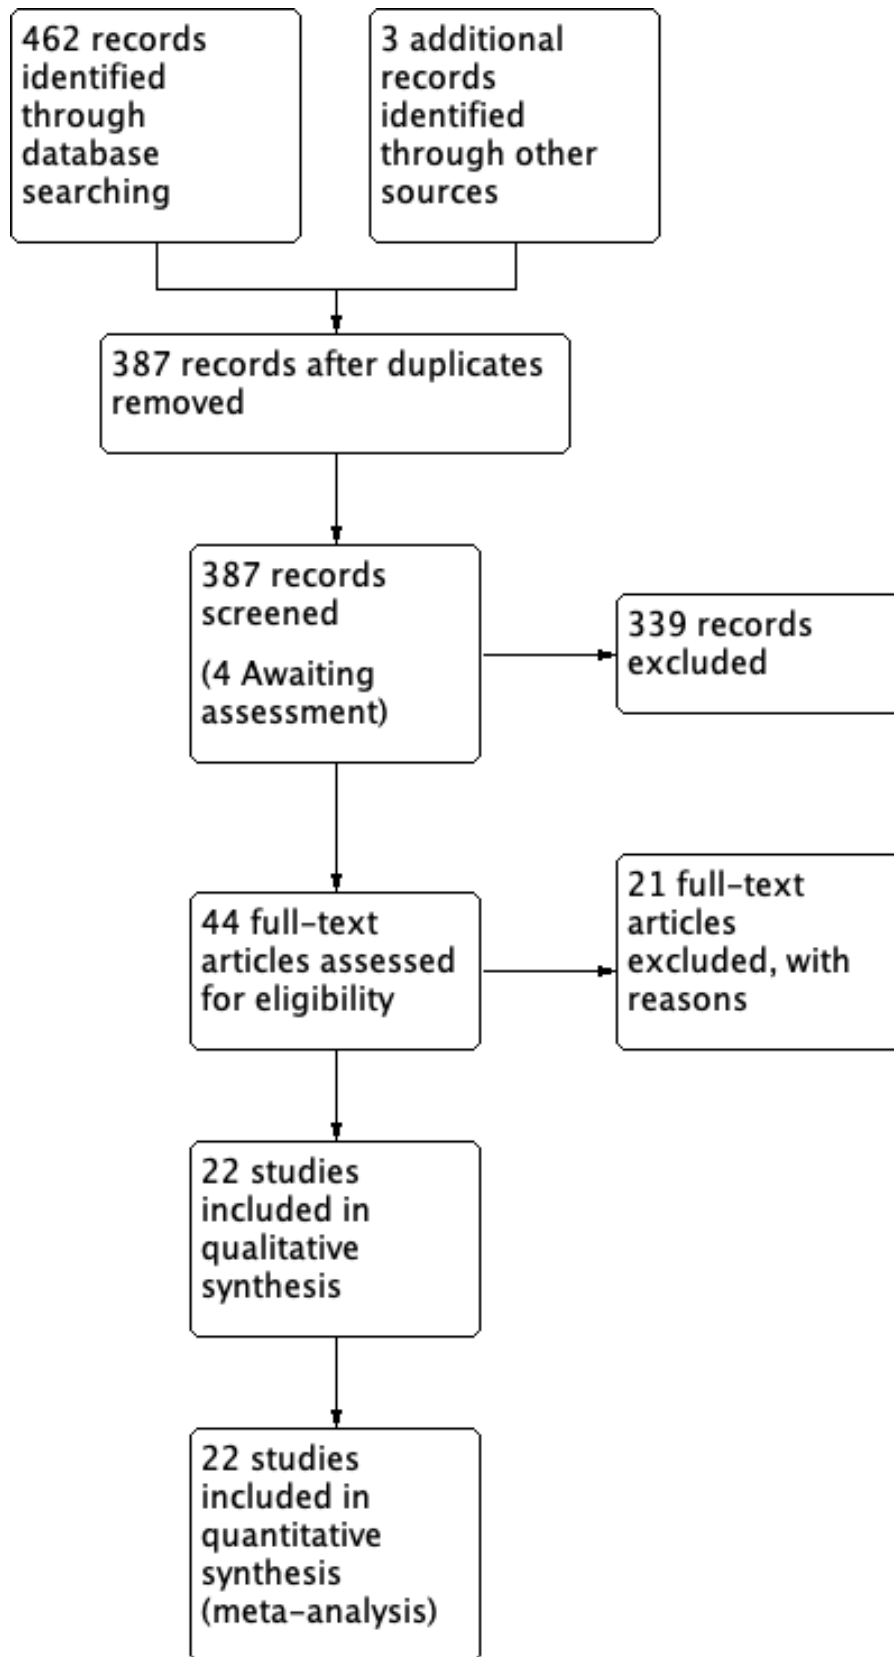 462 records
identified
through
database
searching
3 additional
records
identified
through other
sources
387 records after duplicates
removed
387 records
screened
(4 Awaiting
assessment)
339 records
excluded
44 full-text
articles assessed
for eligibility
21 full-text
articles
excluded, with
reasons
22 studies
included in
qualitative
synthesis
22 studies
included in
quantitative
synthesis
(meta-analysis)